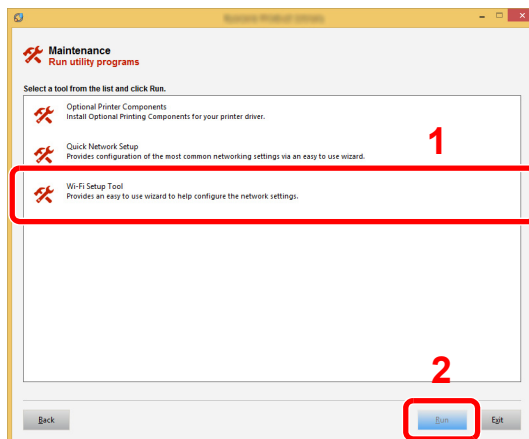 Maintenance
Run utility programs
Select a tool from the list and click Run.
Optional Printer Components
Install Optional Printing Components for your printer driver.
1
Quick Network Setup
Provides configuration of the most common networking settings via an easy to use wizard.
Wi-Fi Setup Tool
Provides an easy to use wizard to help configure the network settings.
2
Back
Run
Exit